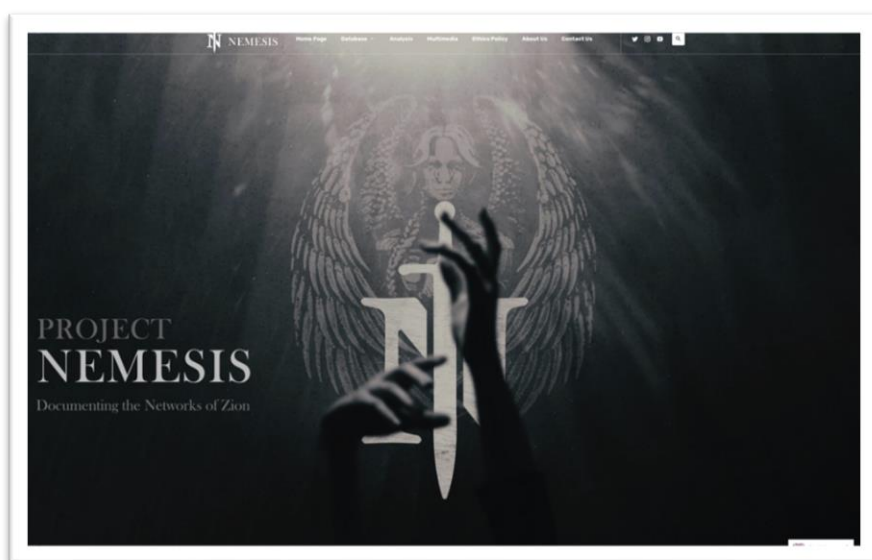 N NEMESIS Home Page Database Analysis Multimedia Ethics Policy About Us Contact Us
N
PROJECT
NEMESIS
Documenting the Networks of Zion